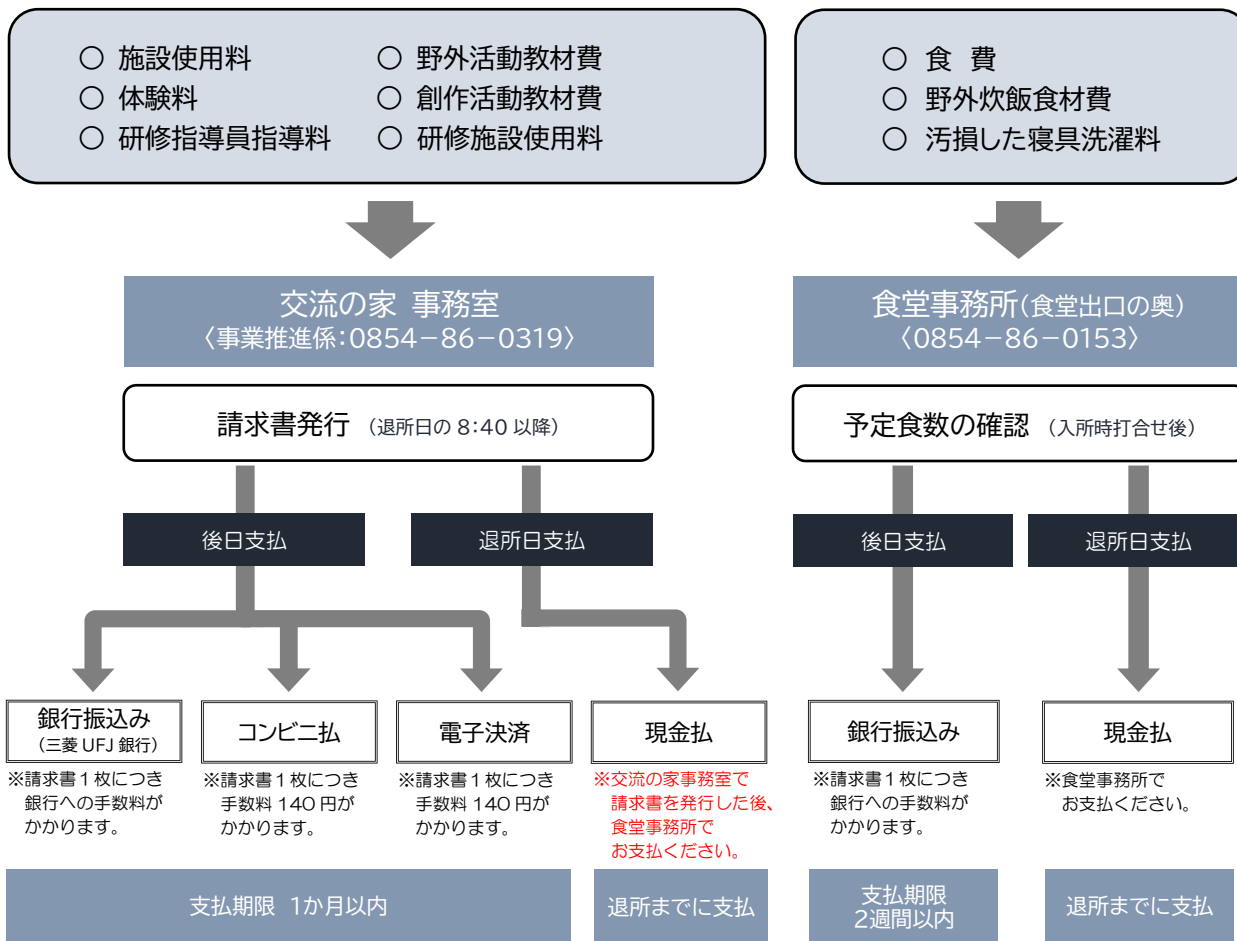 ○ 施設使用料
○ 体験料
○ 研修指導員指導料
○ 野外活動教材費
○ 創作活動教材費
○ 研修施設使用料
○ 食 費
○ 野外炊飯食材費
○ 汚損した寝具洗濯料
交流の家 事務室
〈事業推進係:0854-86-0319〉
食堂事務所(食堂出口の奥)
〈0854-86-0153〉
請求書発行 (退所日の 8:40 以降)
予定食数の確認 (入所時打合せ後)
後日支払
退所日支払
後日支払
退所日支払
銀行振込み
(三菱 UFJ 銀行)
※請求書1枚につき
銀行への手数料が
かかります。
コンビニ払
※請求書1枚につき
手数料 140 円が
かかります。
電子決済
※請求書1枚につき
手数料 140 円が
かかります。
現金払
※交流の家事務室で
請求書を発行した後、
食堂事務所で
お支払ください。
銀行振込み
※請求書1枚につき
銀行への手数料が
かかります。
現金払
※食堂事務所で
お支払ください。
支払期限 1か月以内
退所までに支払
支払期限
2週間以内
退所までに支払